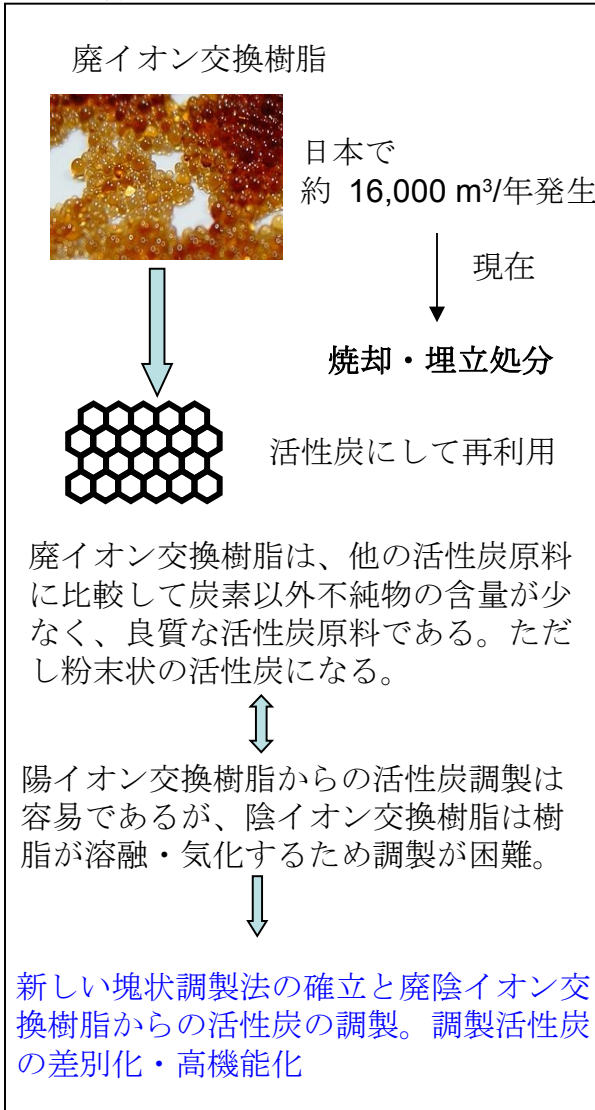 廃イオン交換樹脂
日本で
約 16,000 m³/年発生
現在
焼却・埋立処分
活性炭にして再利用
廃イオン交換樹脂は、他の活性炭原料
に比較して炭素以外不純物の含量が少
なく、良質な活性炭原料である。ただ
し粉末状の活性炭になる。
陽イオン交換樹脂からの活性炭調製は
容易であるが、陰イオン交換樹脂は樹
脂が溶融・気化するため調製が困難。
新しい塊状調製法の確立と廃陰イオン交
換樹脂からの活性炭の調製。調製活性炭
の差別化・高機能化